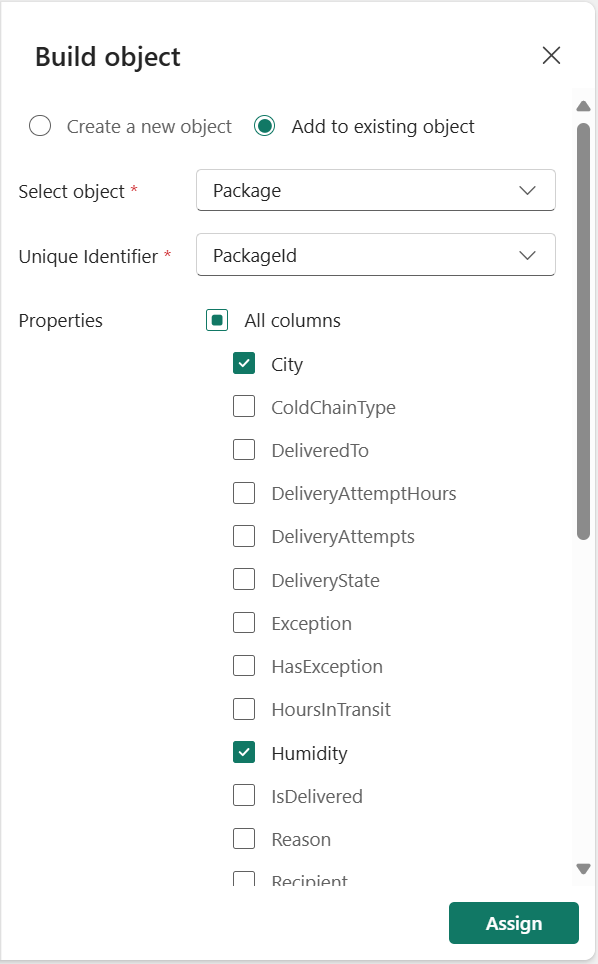 Build object
Create a new object Add to existing object
Select object * Package
Unique Identifier * PackageId
Properties All columns
City
ColdChainType
DeliveredTo
DeliveryAttemptHours
DeliveryAttempts
DeliveryState
Exception
HasException
HoursInTransit
Humidity
IsDelivered
Reason
Recipient
Assign